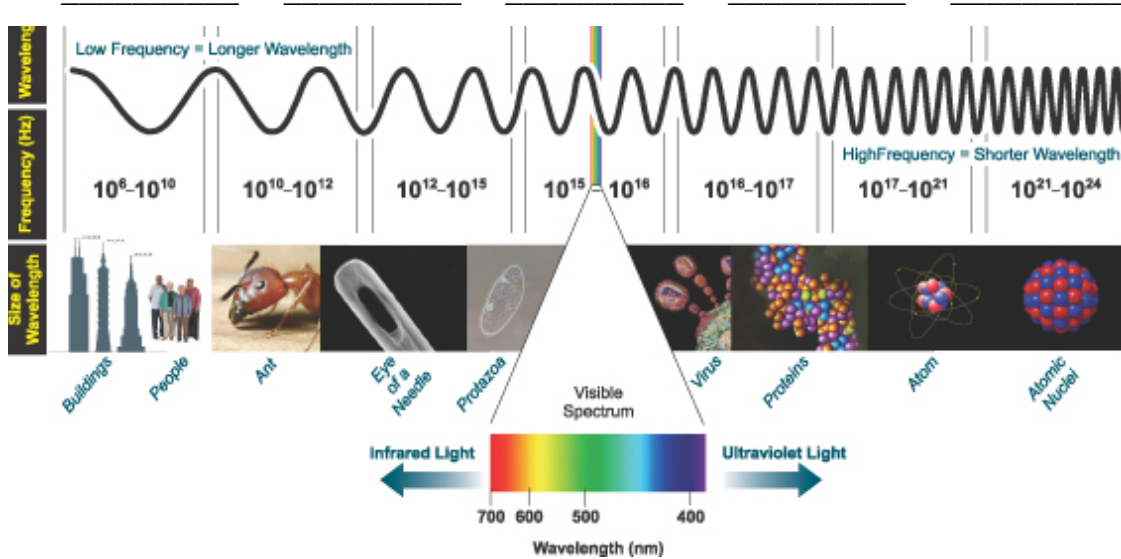 Wavelength
Low Frequency = Longer Wavelength
HighFrequency = Shorter Wavelength
Frequency (Hz)
10⁶–10¹⁰
10¹⁰–10¹²
10¹²–10¹⁵
10¹⁵ – 10¹⁶
10¹⁶–10¹⁷
10¹⁷–10²¹
10²¹–10²⁴
Size of
Wavelength
Buildings
People
Ant
Eye
of a
Needle
Protazoa
Virus
Proteins
Atom
Atomic
Nuclei
Visible
Spectrum
Infrared Light
Ultraviolet Light
700 600 500 400
Wavelength (nm)